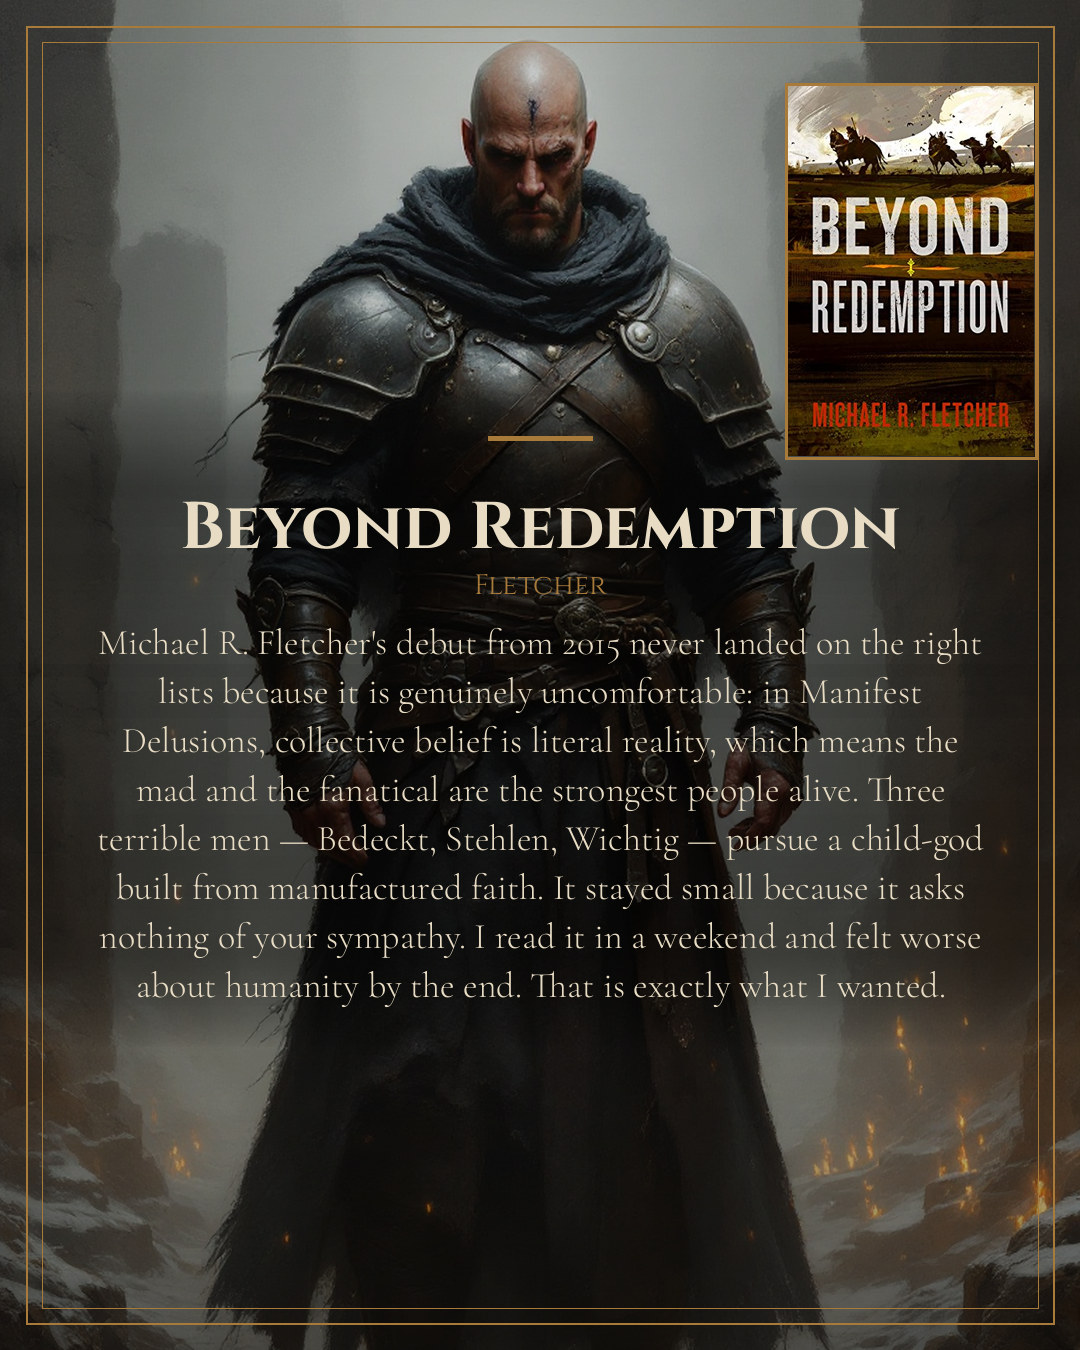 BEYOND
REDEMPTION
MICHAEL R. FLETCHER
Beyond Redemption
Fletcher
Michael R. Fletcher's debut from 2015 never landed on the right
lists because it is genuinely uncomfortable: in Manifest
Delusions, collective belief is literal reality, which means the
mad and the fanatical are the strongest people alive. Three
terrible men — Bedeckt, Stehlen, Wichtig — pursue a child-god
built from manufactured faith. It stayed small because it asks
nothing of your sympathy. I read it in a weekend and felt worse
about humanity by the end. That is exactly what I wanted.